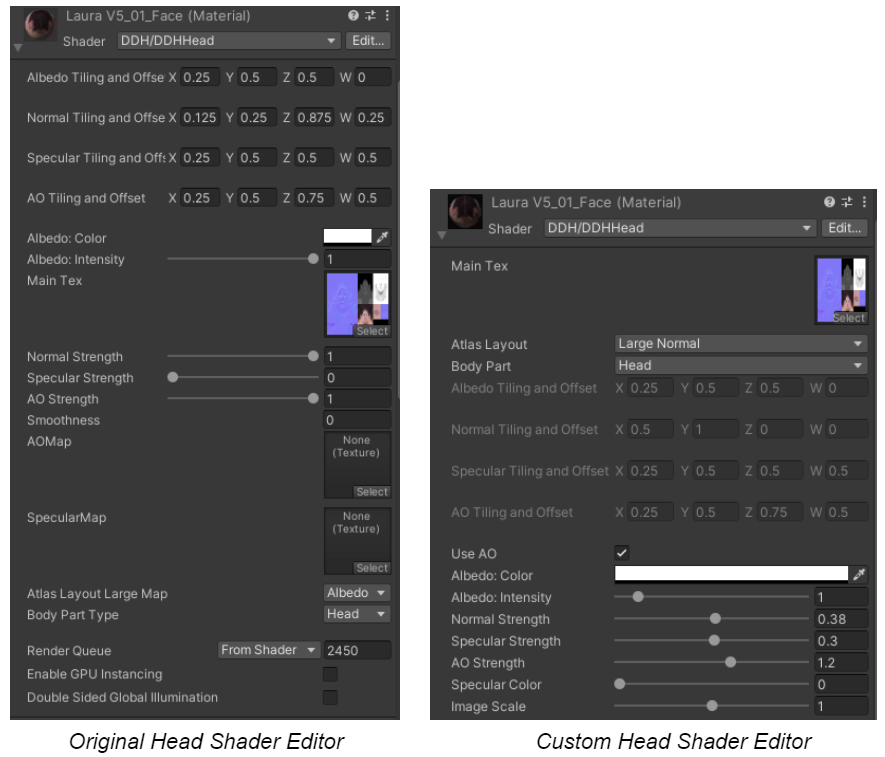 Laura V5_01_Face (Material)
Shader DDH/DDHHead Edit...
Albedo Tiling and Offse X 0.25 Y 0.5 Z 0.5 W 0
Normal Tiling and Offse X 0.125 Y 0.25 Z 0.875 W 0.25
Specular Tiling and Offs X 0.25 Y 0.5 Z 0.5 W 0.5
AO Tiling and Offset X 0.25 Y 0.5 Z 0.75 W 0.5
Albedo: Color
Albedo: Intensity 1
Main Tex
Select
Normal Strength 1
Specular Strength 0
AO Strength 1
Smoothness 0
AOMap None
(Texture)
Select
SpecularMap None
(Texture)
Select
Atlas Layout Large Map Albedo
Body Part Type Head
Render Queue From Shader 2450
Enable GPU Instancing
Double Sided Global Illumination
Original Head Shader Editor
Laura V5_01_Face (Material)
Shader DDH/DDHHead Edit...
Main Tex
Select
Atlas Layout Large Normal
Body Part Head
Albedo Tiling and Offset X 0.25 Y 0.5 Z 0.5 W 0
Normal Tiling and Offset X 0.5 Y 1 Z 0 W 0
Specular Tiling and Offset X 0.25 Y 0.5 Z 0.5 W 0.5
AO Tiling and Offset X 0.25 Y 0.5 Z 0.75 W 0.5
Use AO
Albedo: Color
Albedo: Intensity 1
Normal Strength 0.38
Specular Strength 0.3
AO Strength 1.2
Specular Color 0
Image Scale 1
Custom Head Shader Editor